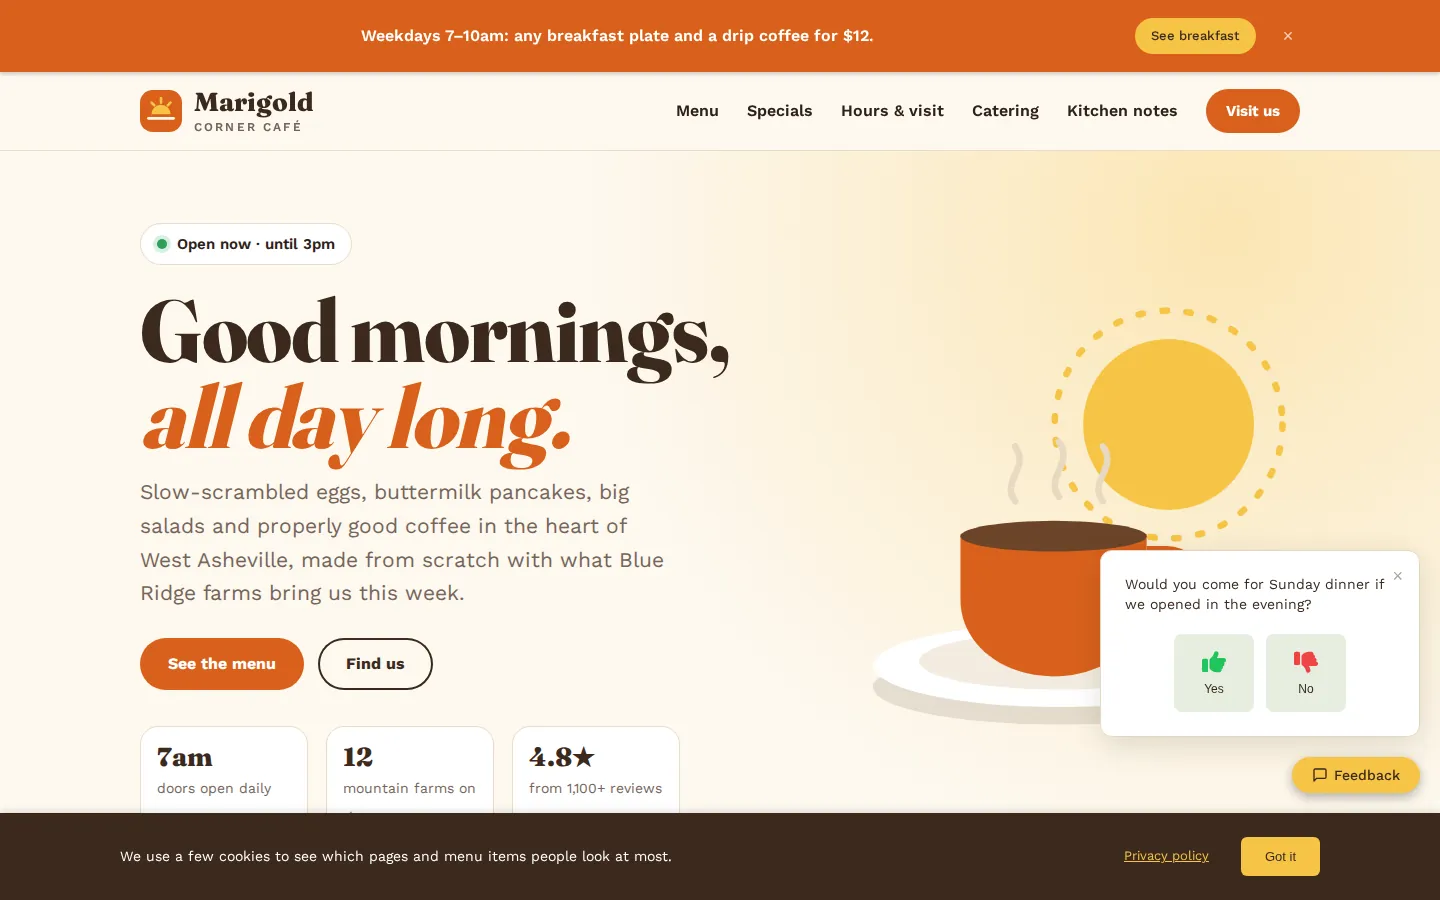 Weekdays 7–10am: any breakfast plate and a drip coffee for $12.
See breakfast
×
Marigold
CORNER CAFÉ
Menu
Specials
Hours & visit
Catering
Kitchen notes
Visit us
Open now · until 3pm
Good mornings,
all day long.
Slow-scrambled eggs, buttermilk pancakes, big
salads and properly good coffee in the heart of
West Asheville, made from scratch with what Blue
Ridge farms bring us this week.
See the menu
Find us
7am
doors open daily
12
mountain farms on
4.8★
from 1,100+ reviews
Would you come for Sunday dinner if
we opened in the evening?
×
Yes
No
Feedback
We use a few cookies to see which pages and menu items people look at most.
Privacy policy
Got it